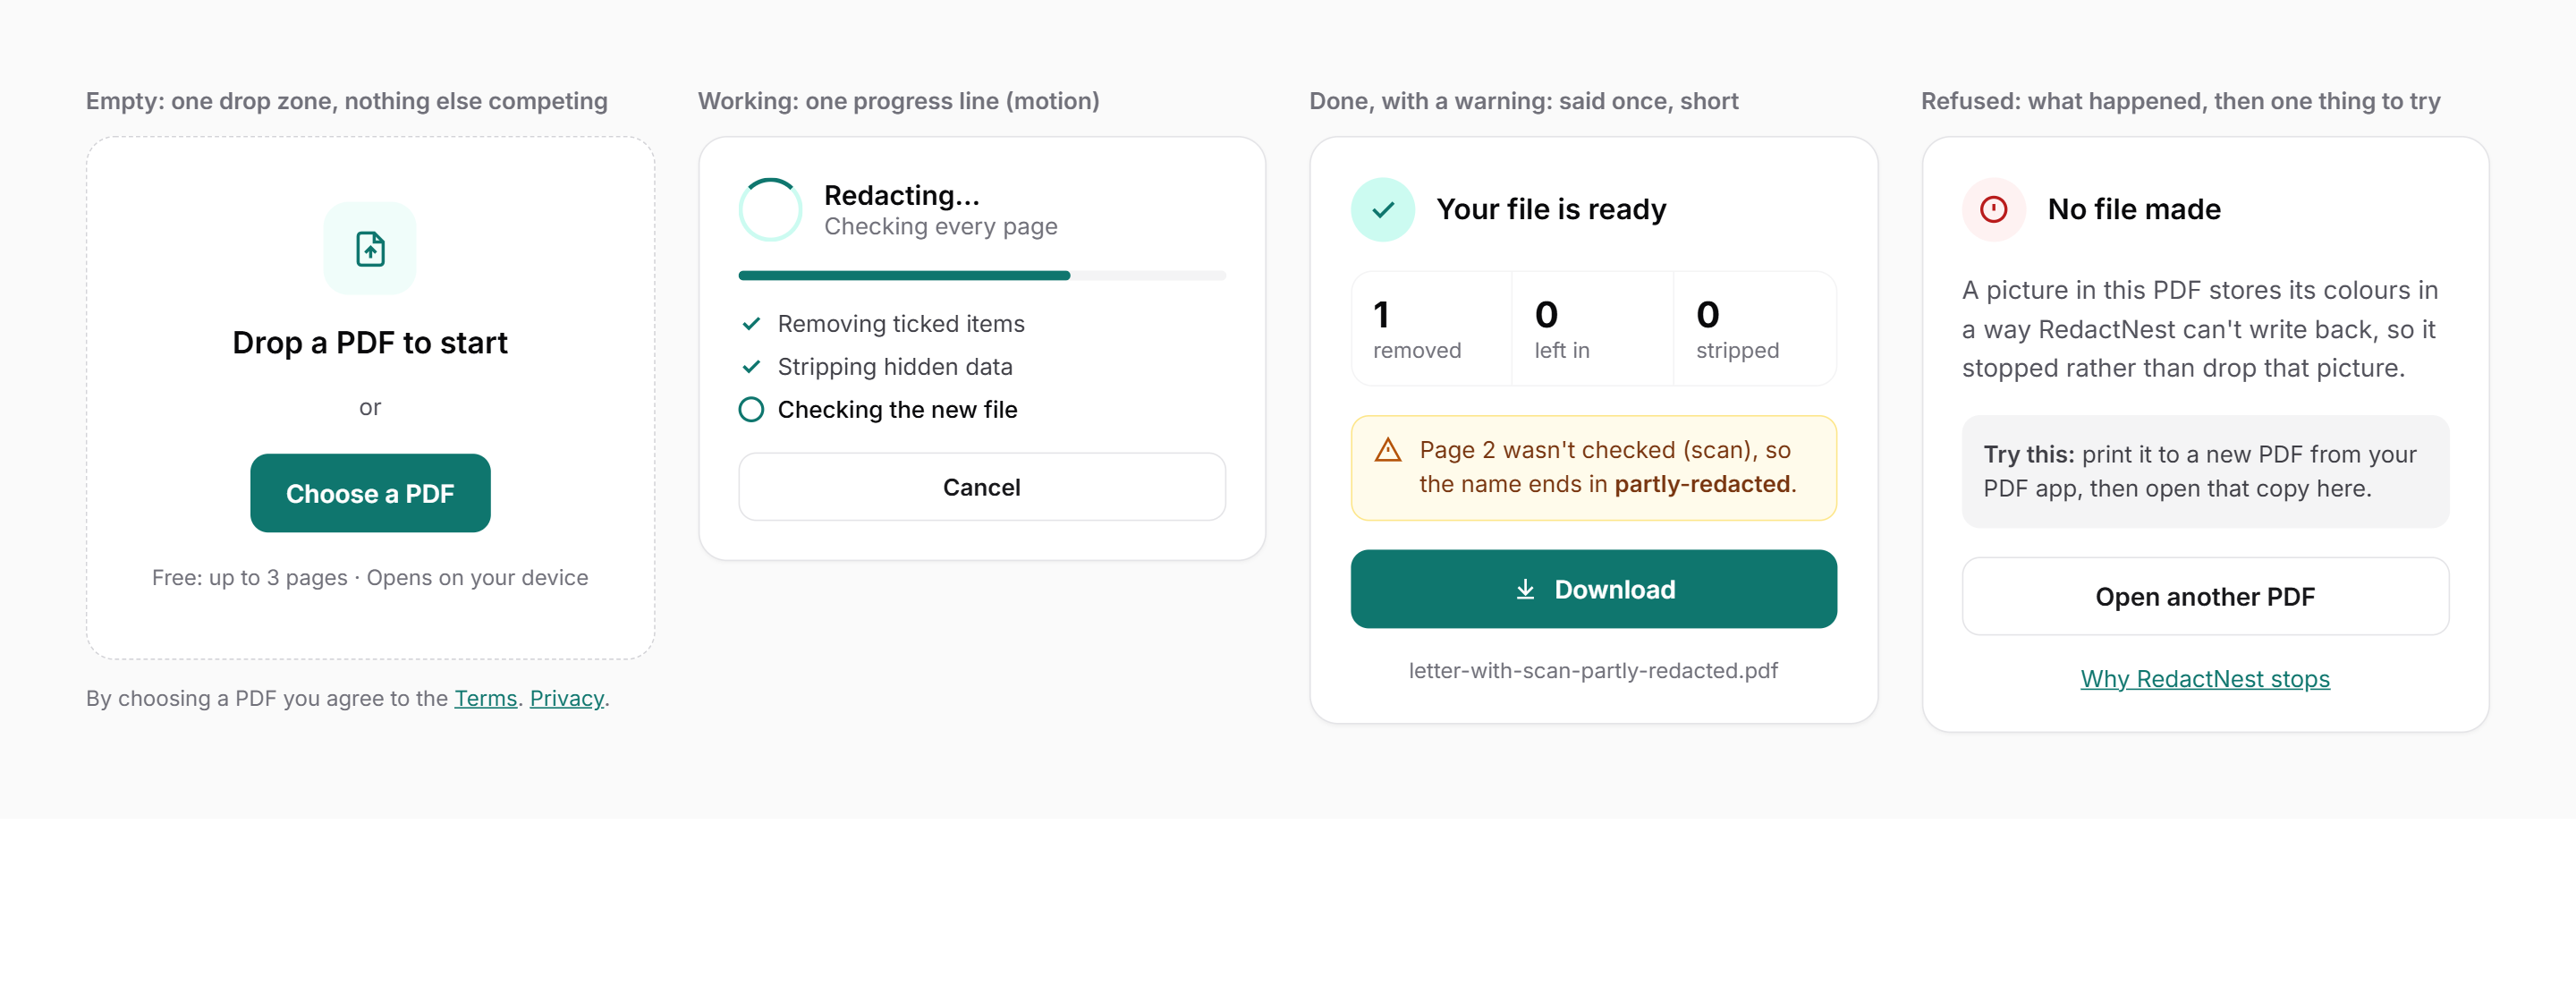 Empty: one drop zone, nothing else competing
Drop a PDF to start
or
Choose a PDF
Free: up to 3 pages · Opens on your device
By choosing a PDF you agree to the Terms. Privacy.
Working: one progress line (motion)
Redacting...
Checking every page
Removing ticked items
Stripping hidden data
Checking the new file
Cancel
Done, with a warning: said once, short
Your file is ready
1 0 0
removed left in stripped
Page 2 wasn't checked (scan), so
the name ends in partly-redacted.
Download
letter-with-scan-partly-redacted.pdf
Refused: what happened, then one thing to try
No file made
A picture in this PDF stores its colours in
a way RedactNest can't write back, so it
stopped rather than drop that picture.
Try this: print it to a new PDF from your
PDF app, then open that copy here.
Open another PDF
Why RedactNest stops